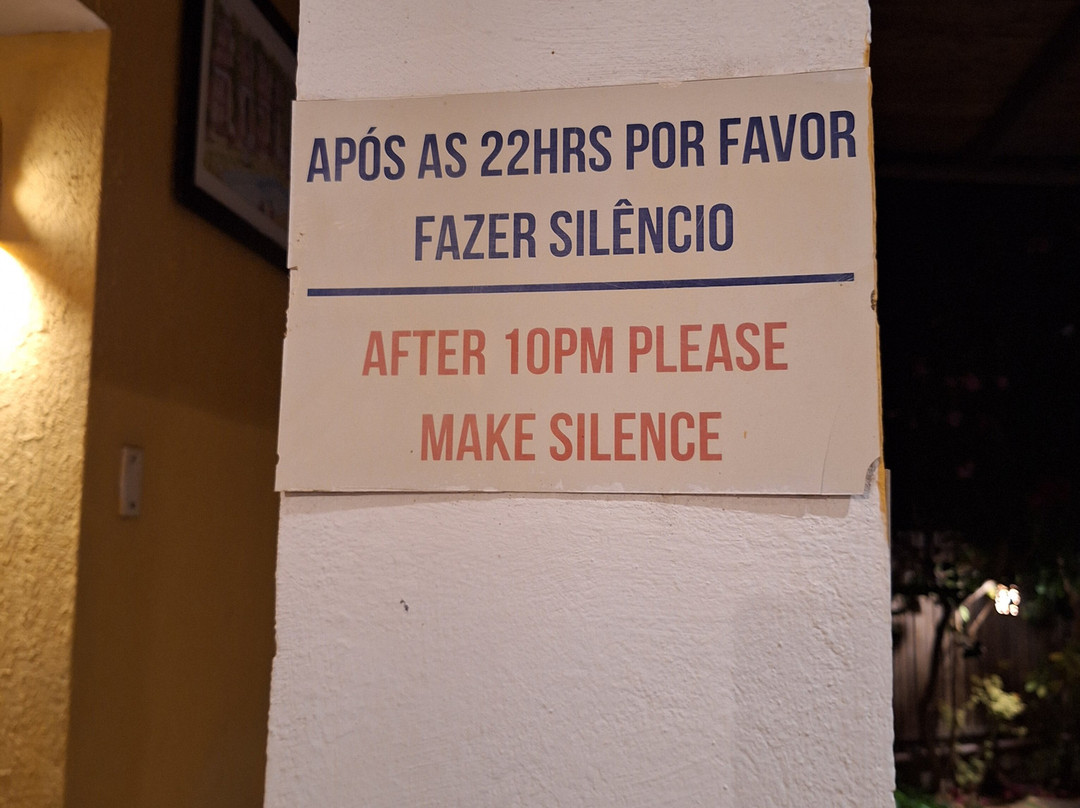 APÓS AS 22HRS POR FAVOR
FAZER SILÊNCIO
AFTER 10PM PLEASE
MAKE SILENCE